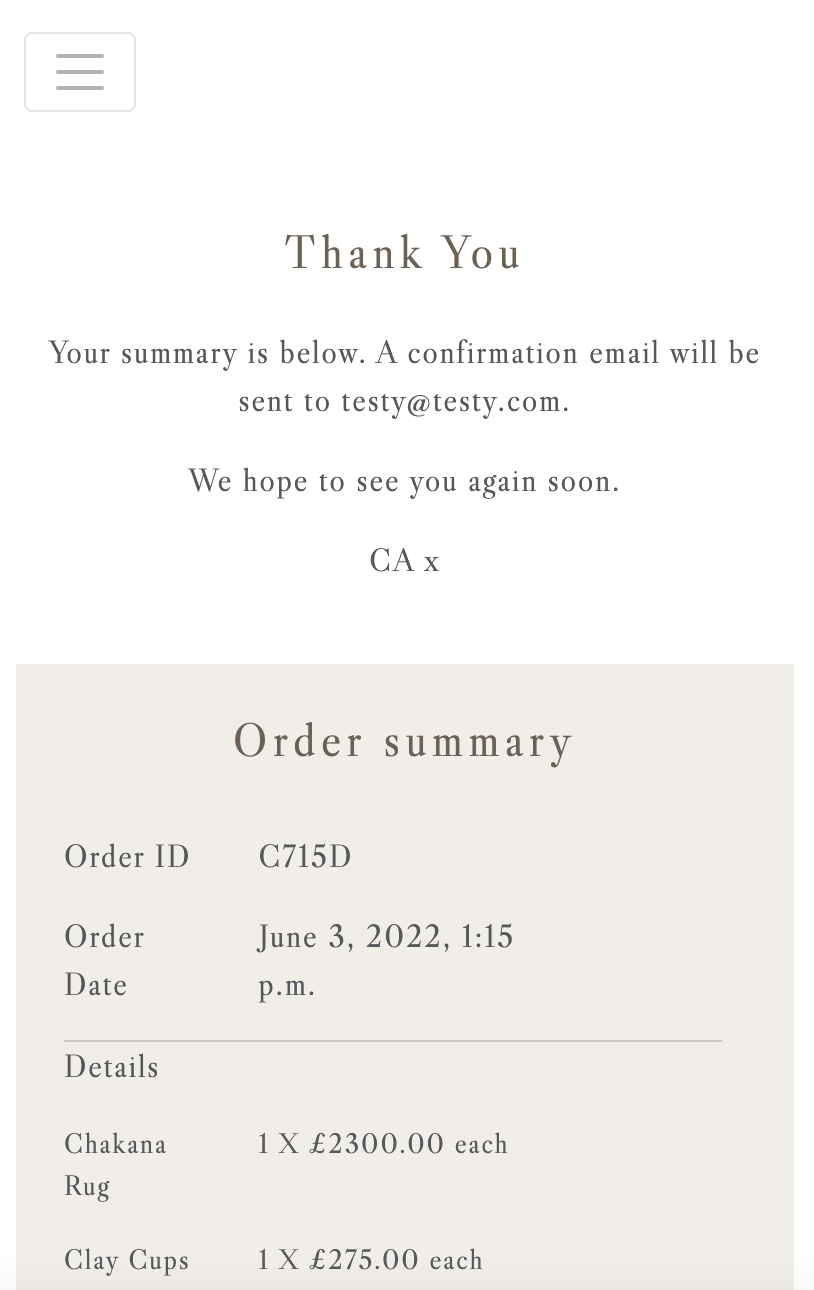 Thank You
Your summary is below. A confirmation email will be
sent to testy@testy.com.
We hope to see you again soon.
CA x
Order summary
Order ID C715D
Order Date June 3, 2022, 1:15 p.m.
Details
Chakana Rug 1 X £2300.00 each
Clay Cups 1 X £275.00 each